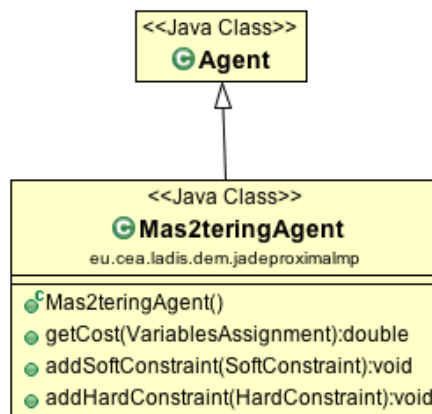 <<Java Class>>
Agent
<<Java Class>>
Mas2teringAgent
eu.cea.ladis.dem.jadeproximalmp
Mas2teringAgent()
getCost(VariablesAssignment):double
addSoftConstraint(SoftConstraint):void
addHardConstraint(HardConstraint):void